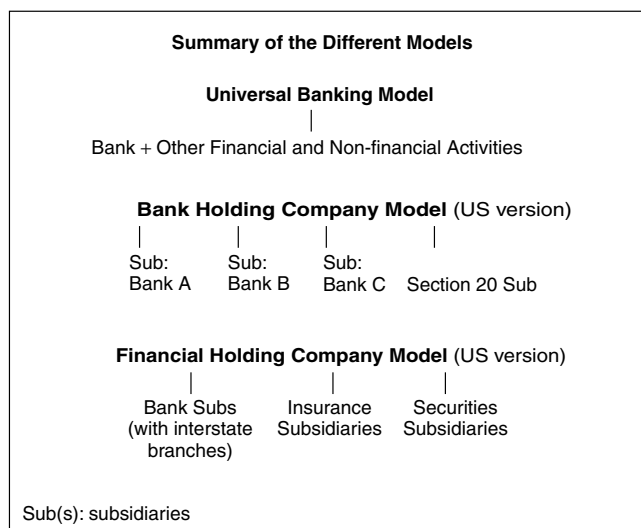 Summary of the Different Models
Universal Banking Model
Bank + Other Financial and Non-financial Activities
Bank Holding Company Model (US version)
Sub: Sub: Sub:
Bank A Bank B Bank C Section 20 Sub
Financial Holding Company Model (US version)
Bank Subs Insurance Securities
(with interstate Subsidiaries Subsidiaries
branches)
Sub(s): subsidiaries